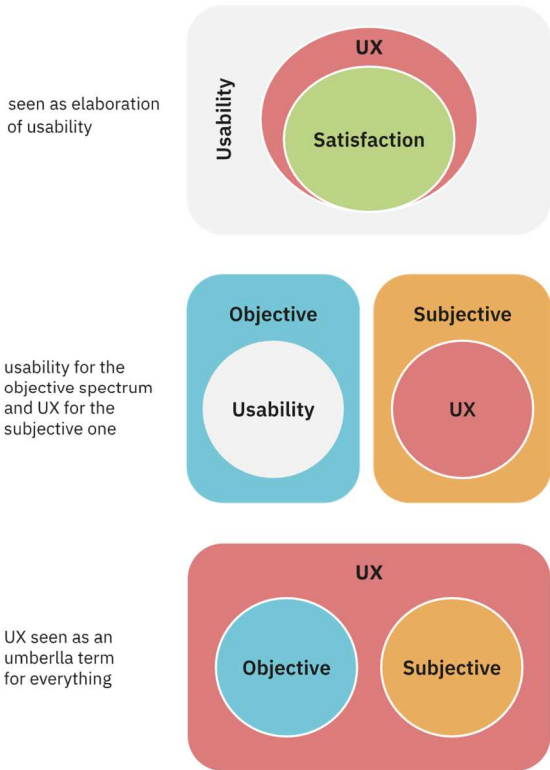 seen as elaboration
of usability
Usability
UX
Satisfaction
usability for the
objective spectrum
and UX for the
subjective one
Objective
Usability
Subjective
UX
UX seen as an
umberlla term
for everything
UX
Objective
Subjective